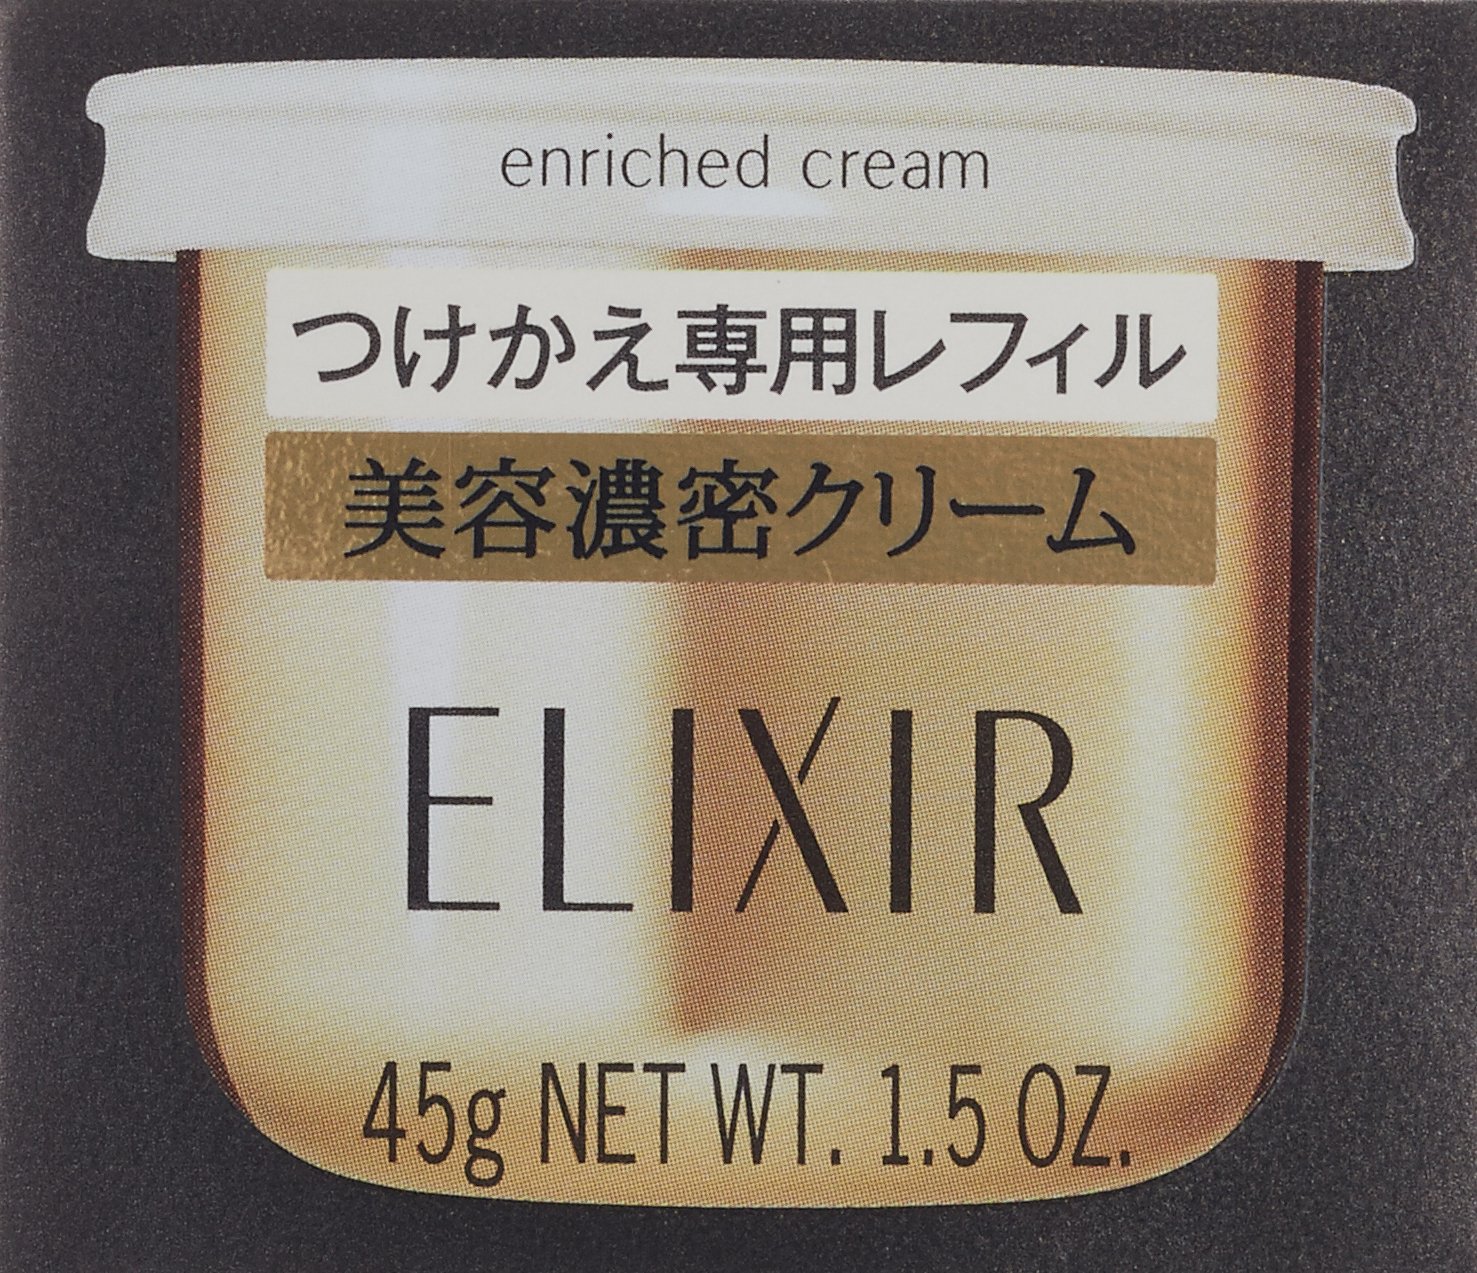 enriched cream
つけかえ専用レフィル
美容濃密クリーム
ELIXIR
45g NET WT. 1.5 OZ.